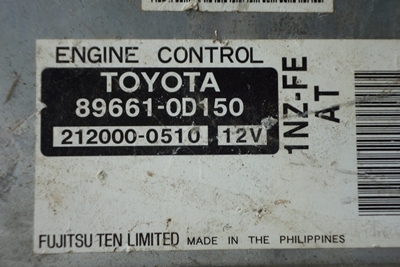 ENGINE CONTROL
TOYOTA
89661-0D150
212000-0510 12V
1NZ-FE
AT
FUJITSU TEN LIMITED MADE IN THE PHILIPPINES